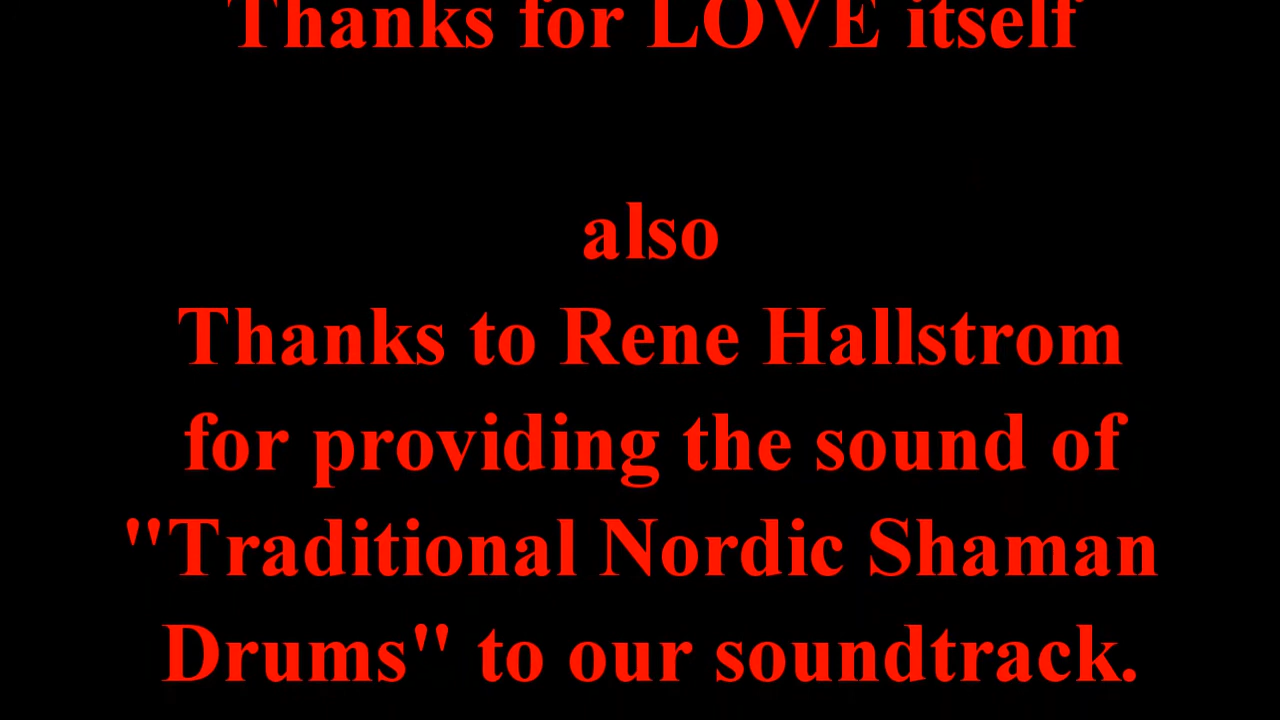 Thanks for LOVE itself
also
Thanks to Rene Hallstrom
for providing the sound of
"Traditional Nordic Shaman
Drums" to our soundtrack.